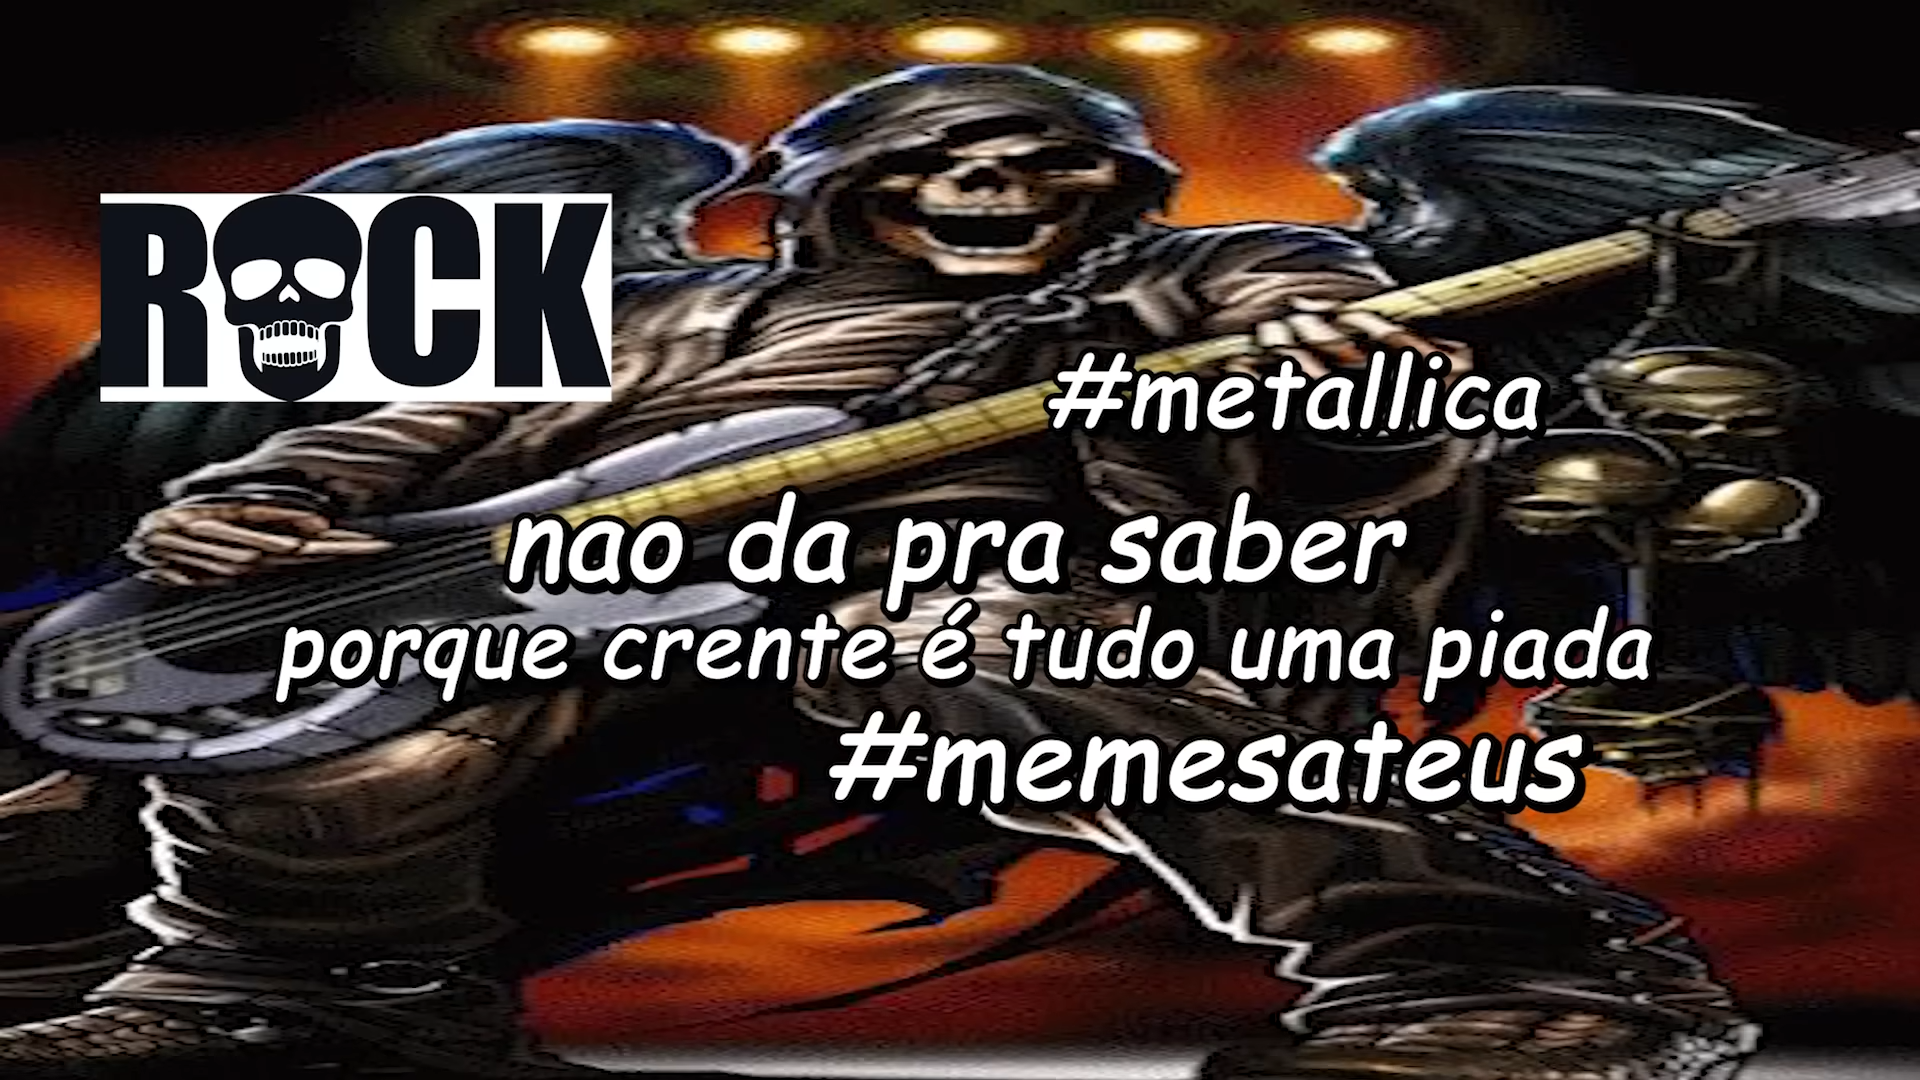 ROCK
#metallica
nao da pra saber
porque crente é tudo uma piada
#memesateus